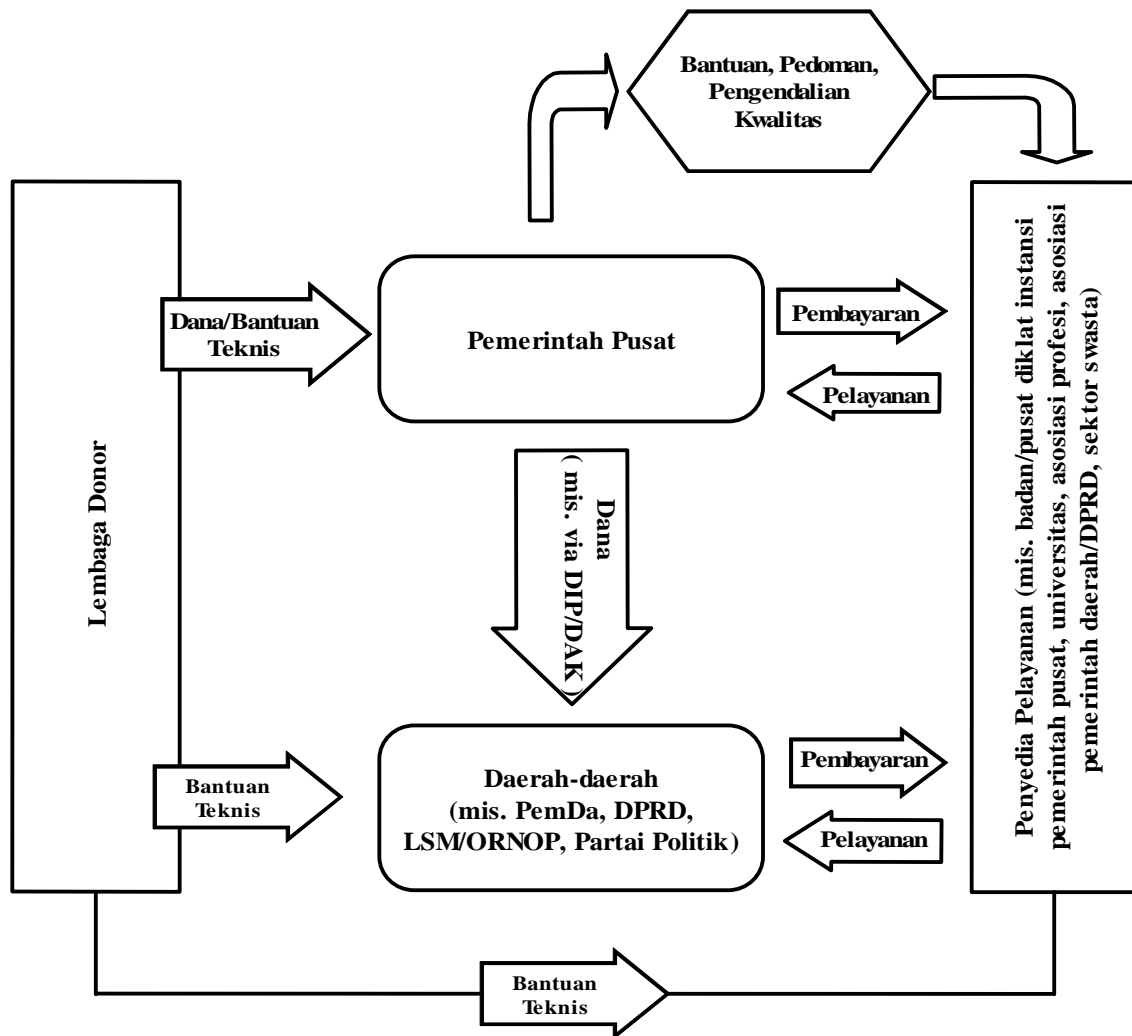 Bantuan, Pedoman,
Pengendalian
Kwalitas
Lembaga Donor
Dana/Bantuan
Teknis
Pemerintah Pusat
Pembayaran
Pelayanan
Penyedia Pelayanan (mis. badan/pusat diklat instansi
pemerintah pusat, universitas, asosiasi profesi, asosiasi
pemerintah daerah/DPRD, sektor swasta)
Dana
( mis. via DIP/DAK )
Bantuan
Teknis
Daerah-daerah
(mis. PemDa, DPRD,
LSM/ORNOP, Partai Politik)
Pembayaran
Pelayanan
Bantuan
Teknis